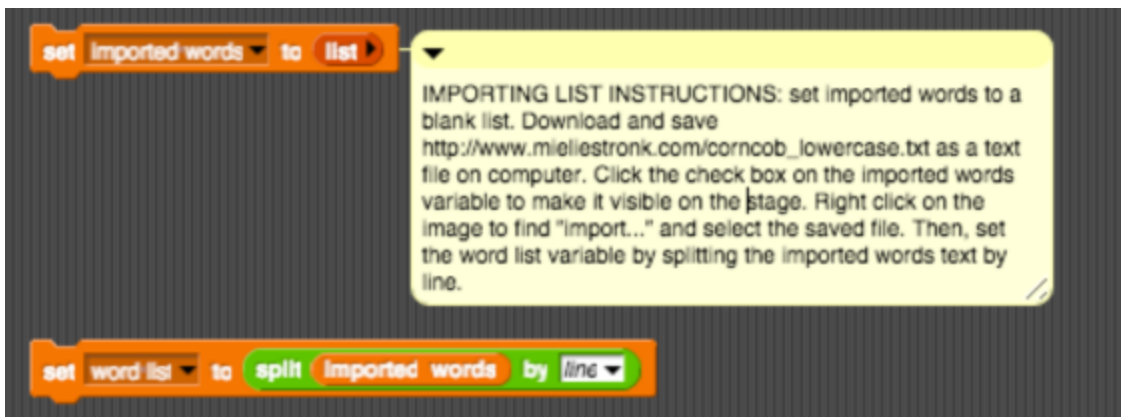 set imported words to list
IMPORTING LIST INSTRUCTIONS: set imported words to a
blank list. Download and save
http://www.mieliestronk.com/corncob_lowercase.txt as a text
file on computer. Click the check box on the imported words
variable to make it visible on the stage. Right click on the
image to find "import..." and select the saved file. Then, set
the word list variable by splitting the imported words text by
line.
set word list to split imported words by line